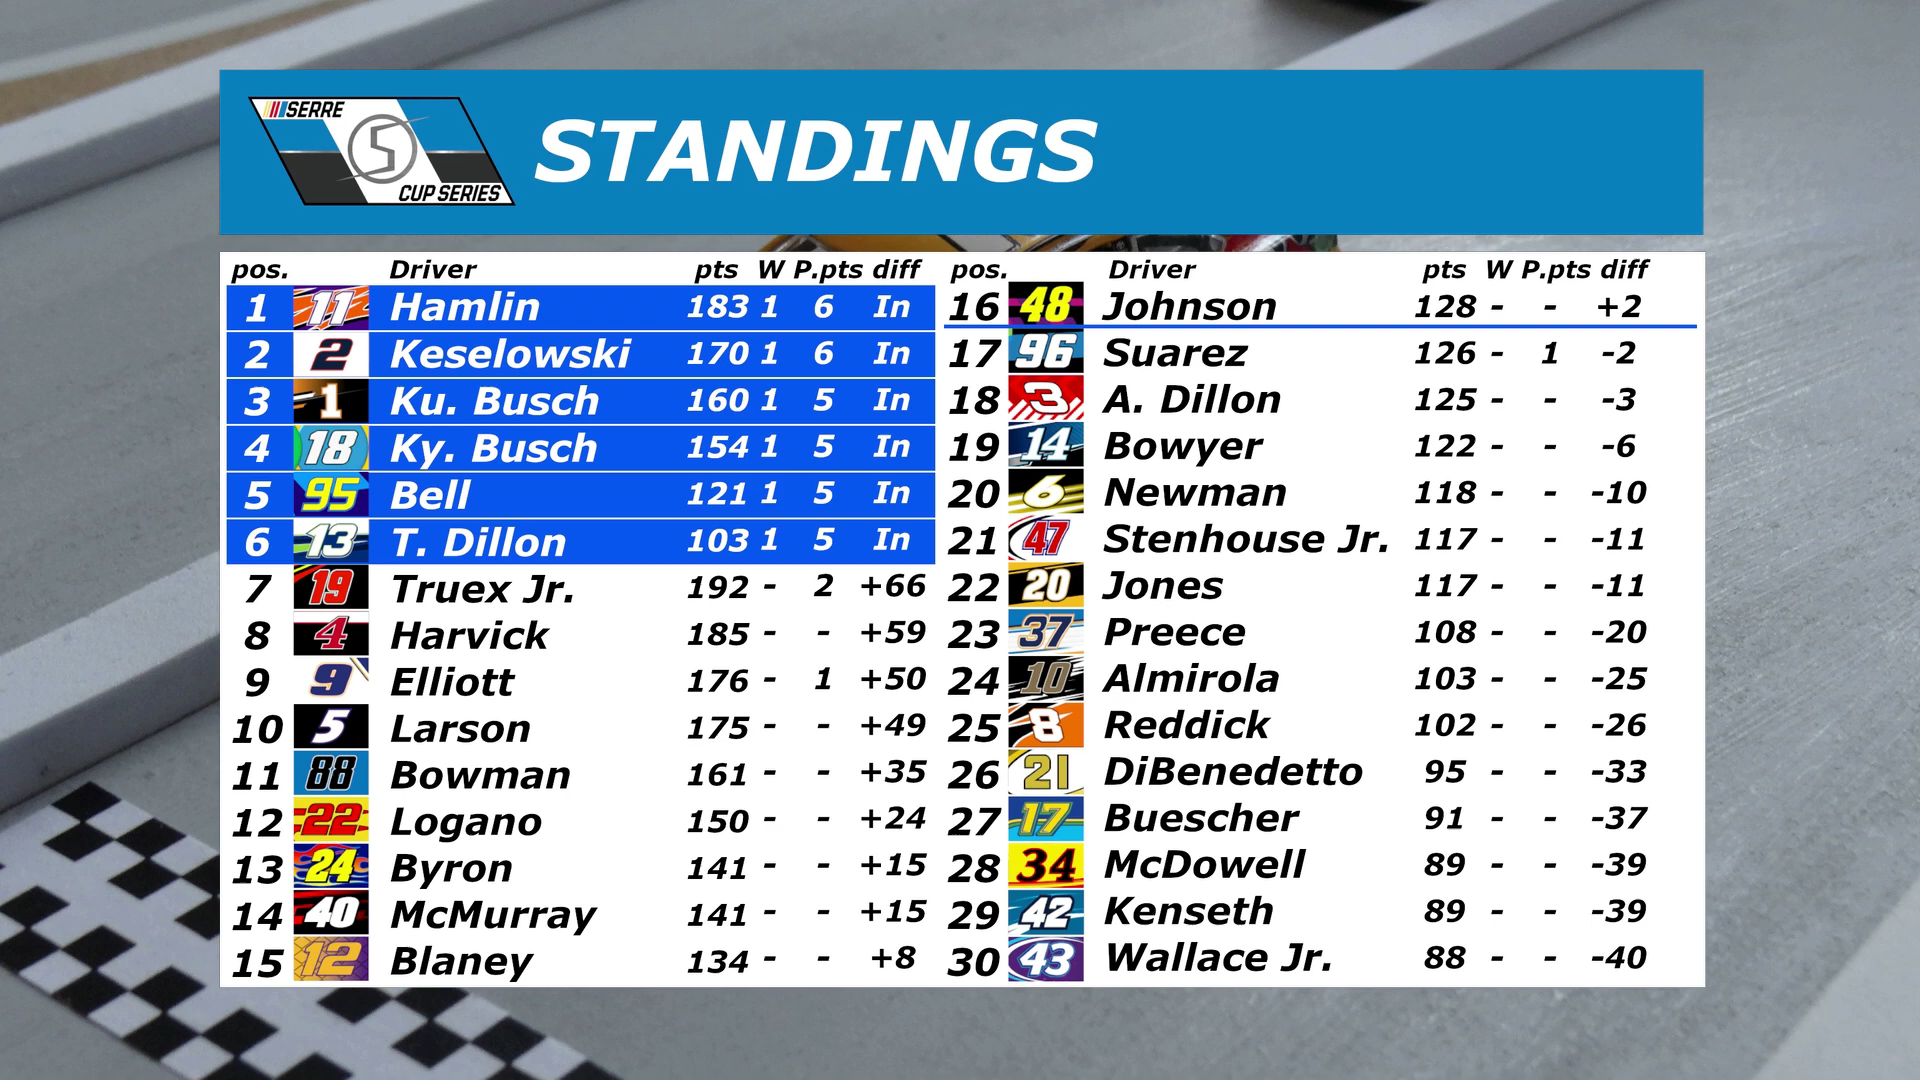 SERRE
CUP SERIES
STANDINGS
pos. Driver pts W P.pts diff
1 11 Hamlin 183 1 6 In
2 2 Keselowski 170 1 6 In
3 1 Ku. Busch 160 1 5 In
4 18 Ky. Busch 154 1 5 In
5 95 Bell 121 1 5 In
6 13 T. Dillon 103 1 5 In
7 19 Truex Jr. 192 - 2 +66
8 4 Harvick 185 - - +59
9 9 Elliott 176 - 1 +50
10 5 Larson 175 - - +49
11 88 Bowman 161 - - +35
12 22 Logano 150 - - +24
13 24 Byron 141 - - +15
14 40 McMurray 141 - - +15
15 12 Blaney 134 - - +8
pos. Driver pts W P.pts diff
16 48 Johnson 128 - - +2
17 96 Suarez 126 - 1 -2
18 3 A. Dillon 125 - - -3
19 14 Bowyer 122 - - -6
20 6 Newman 118 - - -10
21 47 Stenhouse Jr. 117 - - -11
22 20 Jones 117 - - -11
23 37 Preece 108 - - -20
24 10 Almirola 103 - - -25
25 8 Reddick 102 - - -26
26 21 DiBenedetto 95 - - -33
27 17 Buescher 91 - - -37
28 34 McDowell 89 - - -39
29 42 Kenseth 89 - - -39
30 43 Wallace Jr. 88 - - -40